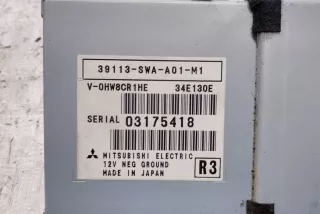 39113-SWA-A01-M1
V-0HW8CR1HE 34E130E
SERIAL 03175418
MITSUBISHI ELECTRIC
12V NEG GROUND
MADE IN JAPAN
R3